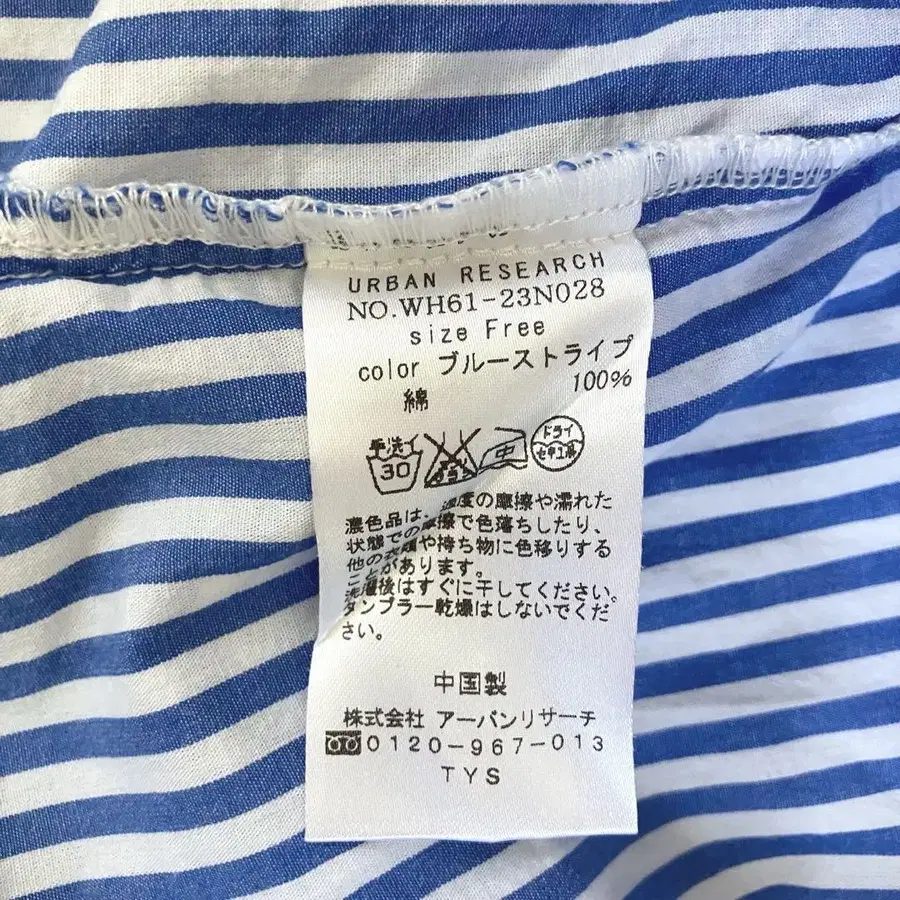 URBAN RESEARCH
NO.WH61-23N028
size Free
color ブルーストライプ
綿 100%
手洗イ 30 中 ドライ セキユ系
濃色品は、過度の摩擦や濡れた
状態での摩擦で色落ちしたり、
他の衣類や持ち物に色移りする
ことがあります。
洗濯後はすぐに干してください。
タンブラー乾燥はしないでくだ
さい。
中国製
株式会社 アーバンリサーチ
0120-967-013
TYS